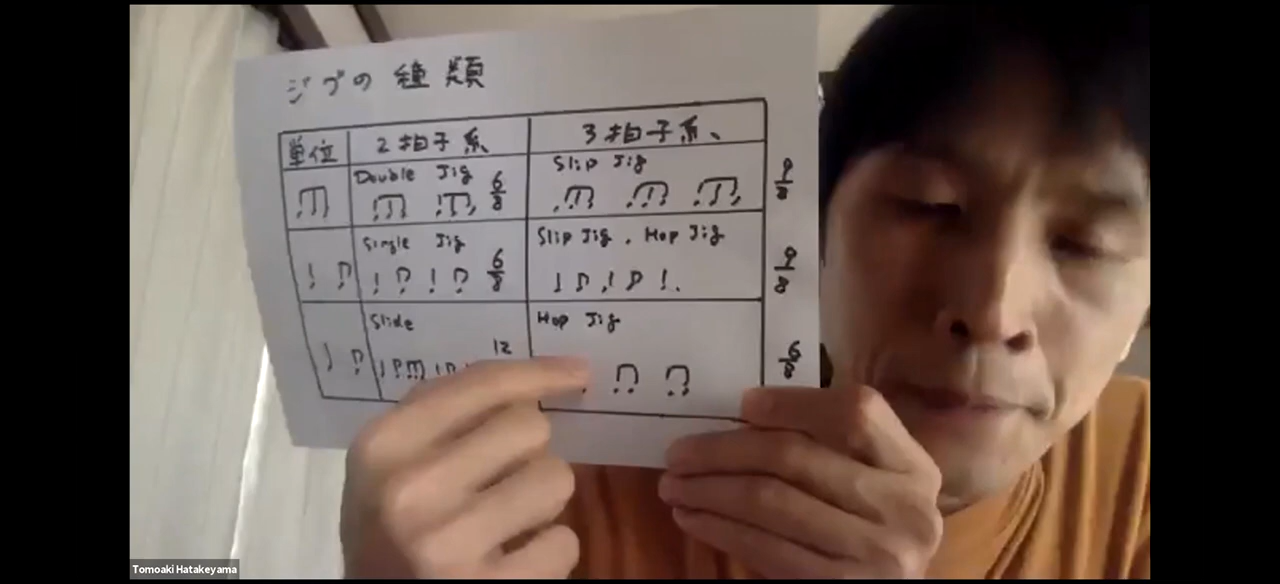 ジグの種類
単位 2拍子系 3拍子系
Double Jig 6/8 Slip Jig 9/8
Single Jig 6/8 Slip Jig, Hop Jig 9/8
Slide 12 Hop Jig 6/8
Tomoaki Hatakeyama